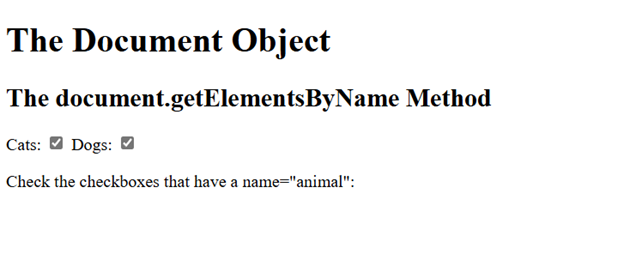 The Document Object
The document.getElementsByName Method
Cats: Dogs:
Check the checkboxes that have a name="animal":